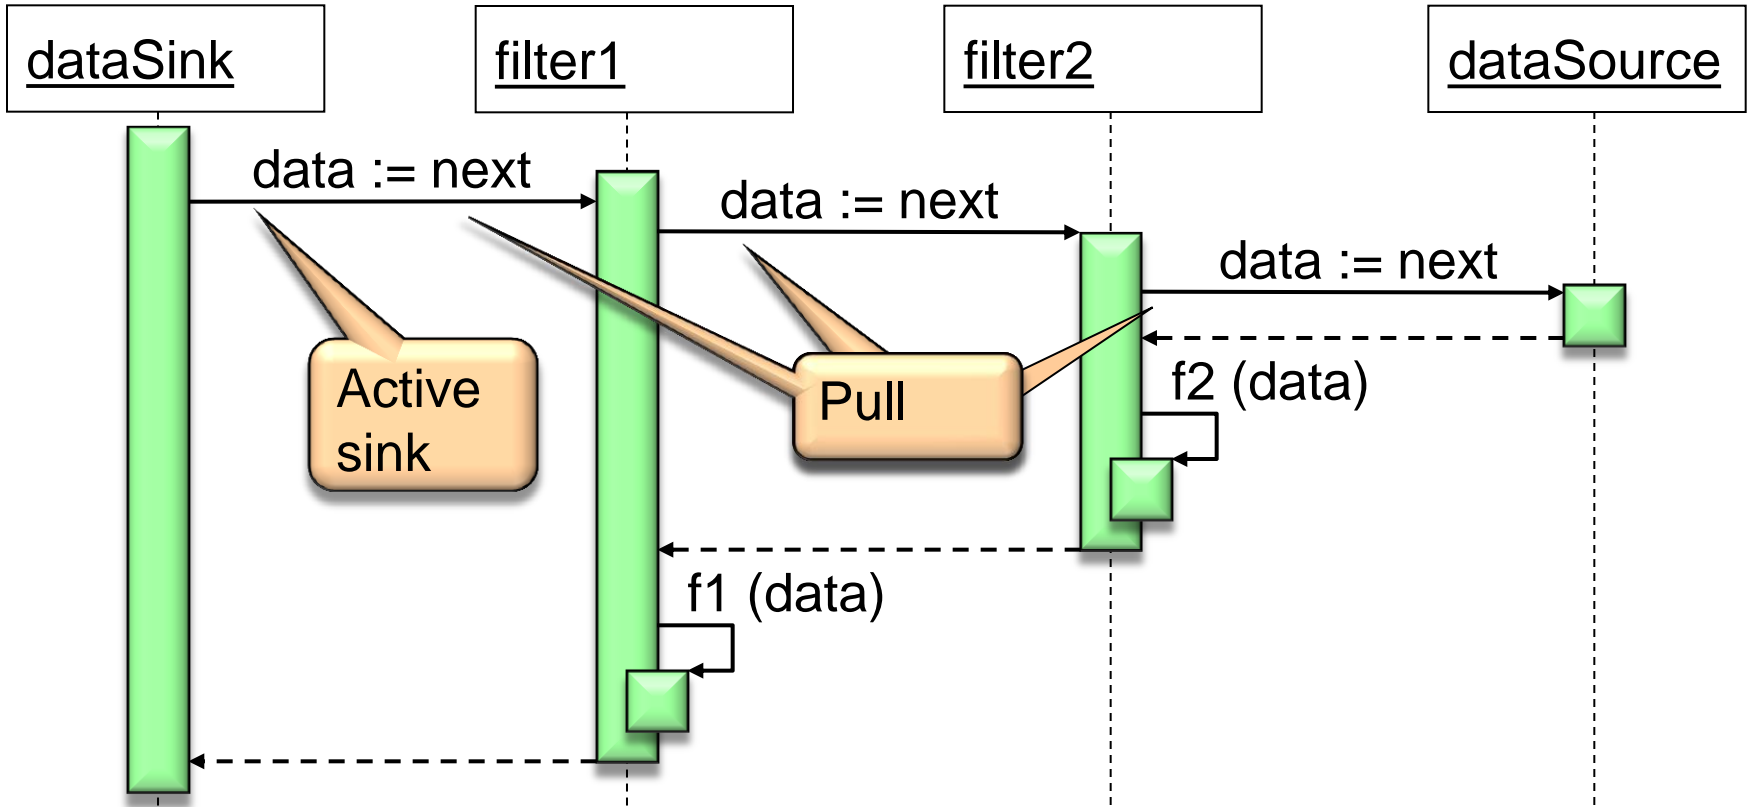 dataSink
filter1
filter2
dataSource
data := next
data := next
data := next
Active
sink
Pull
f2 (data)
f1 (data)